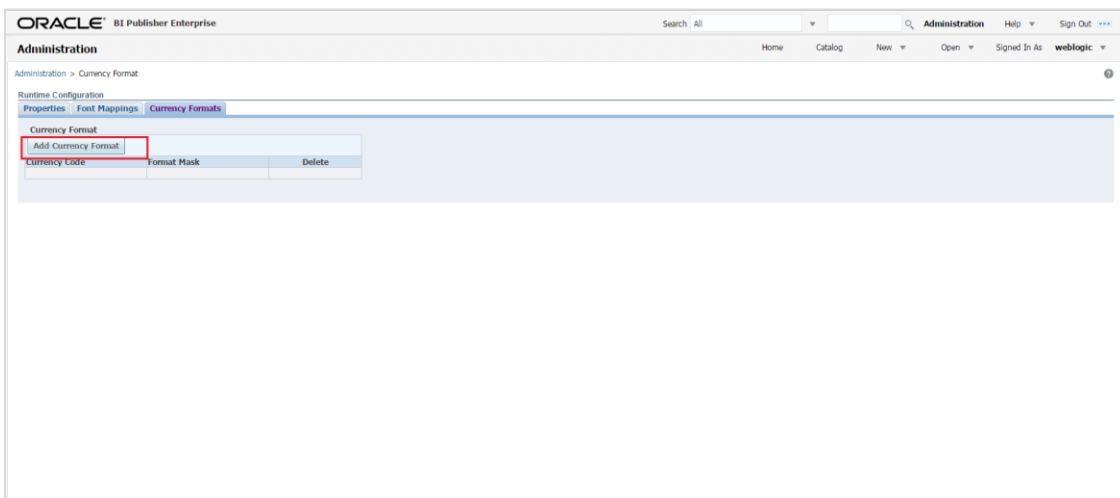 ORACLE BI Publisher Enterprise Search All Administration Help Sign Out
Administration Home Catalog New Open Signed In As weblogic
Administration > Currency Format
Runtime Configuration
Properties Font Mappings Currency Formats
Currency Format
Add Currency Format
Currency Code Format Mask Delete